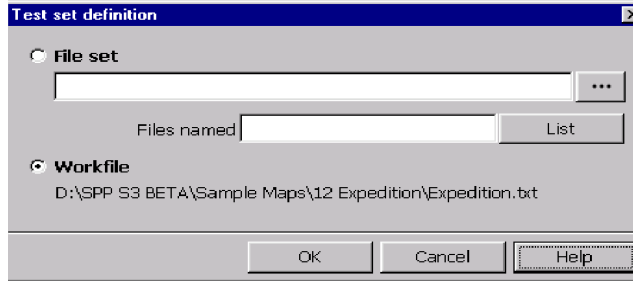 Test set definition
File set
...
Files named
List
Workfile
D:\SPP S3 BETA\Sample Maps\12 Expedition\Expedition.txt
OK
Cancel
Help